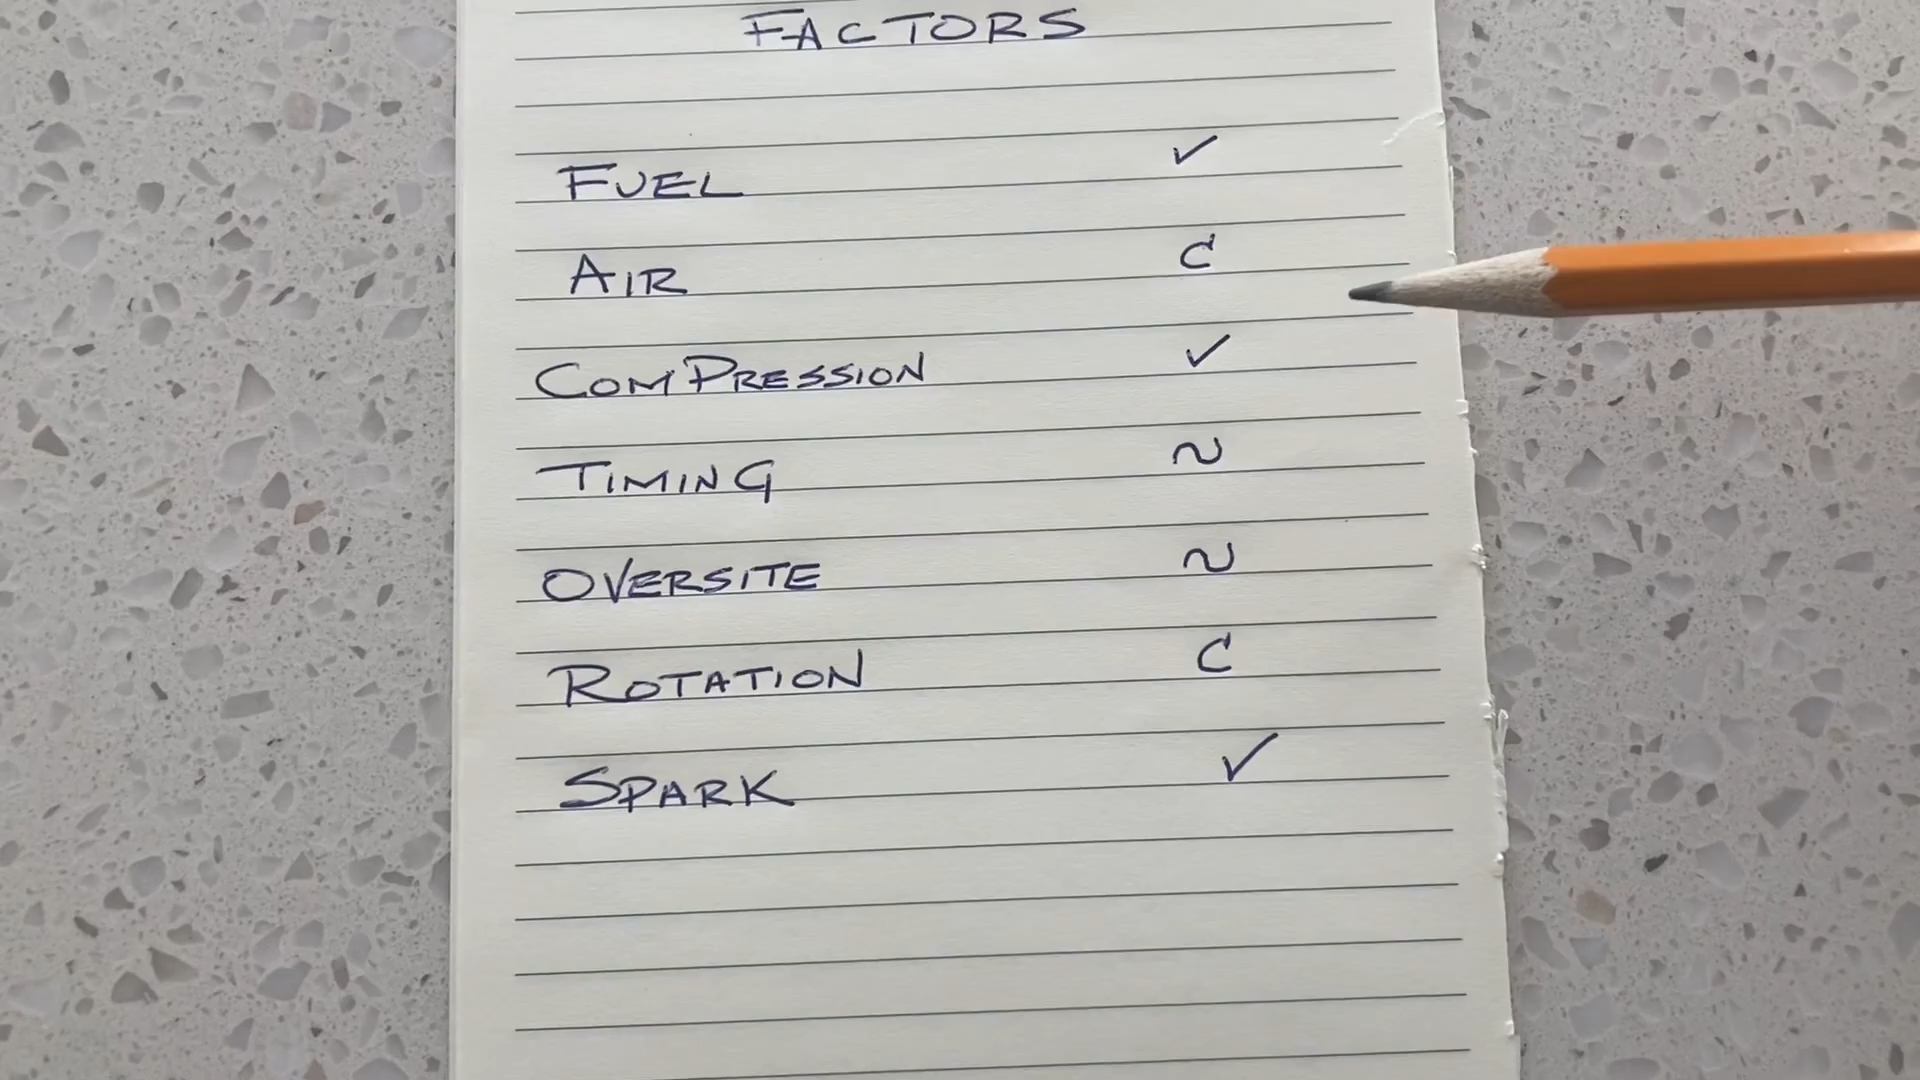 FACTORS
FUEL ✓
AIR C
COMPRESSION ✓
TIMING ~
OVERSITE ~
ROTATION C
SPARK ✓